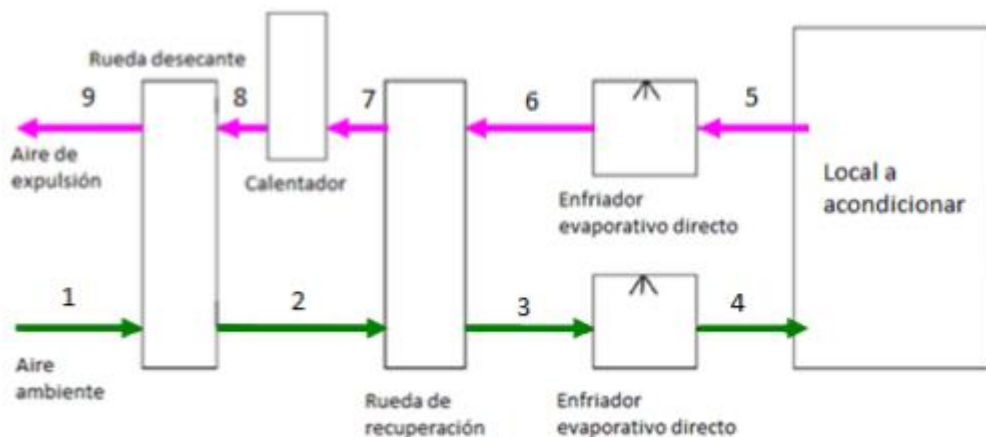 Rueda desecante
9
8
7
6
5
Aire de
expulsión
Calentador
Enfriador
evaporativo directo
Local a
acondicionar
1
2
3
4
Aire
ambiente
Rueda de
recuperación
Enfriador
evaporativo directo